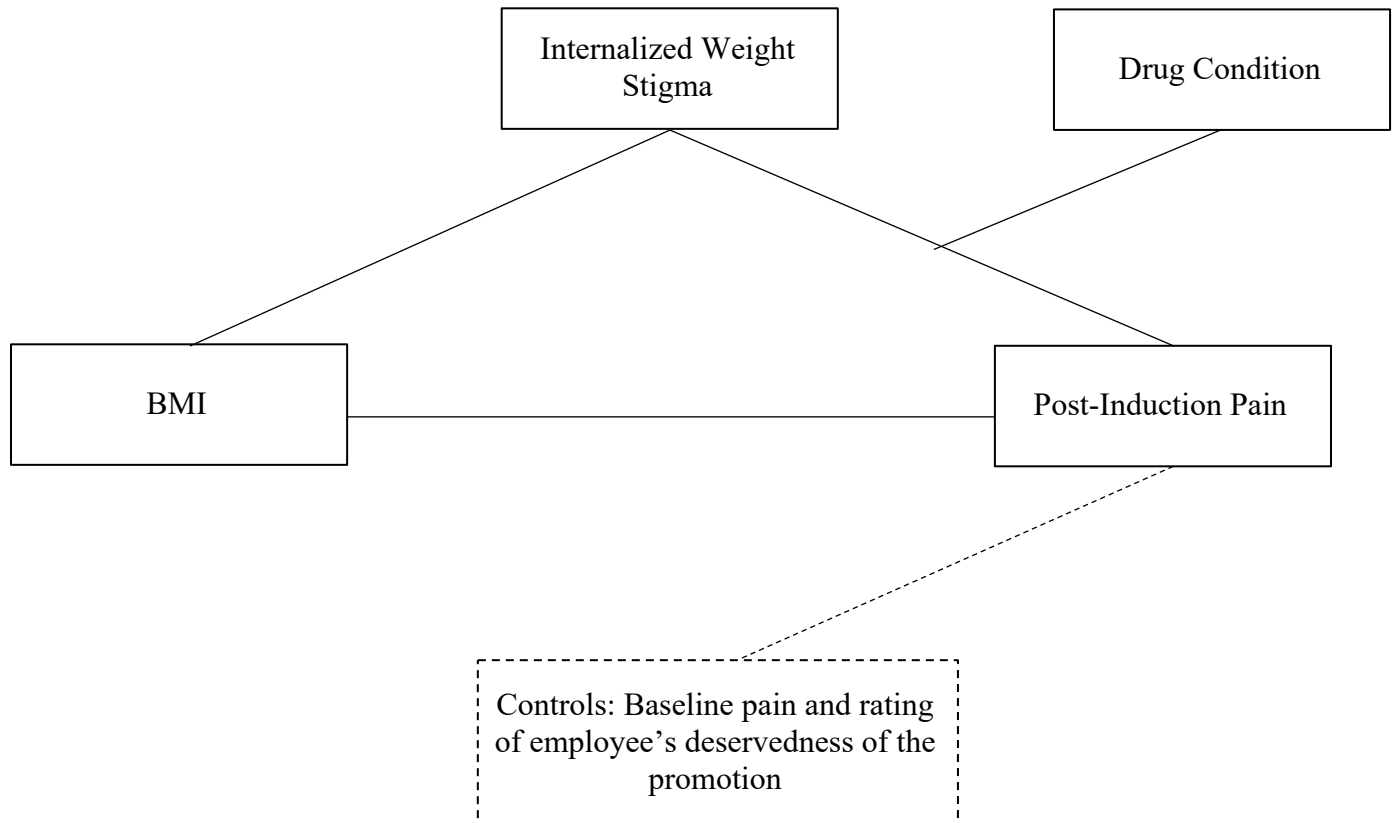 Internalized Weight
Stigma
Drug Condition
BMI
Post-Induction Pain
Controls: Baseline pain and rating
of employee’s deservedness of the
promotion